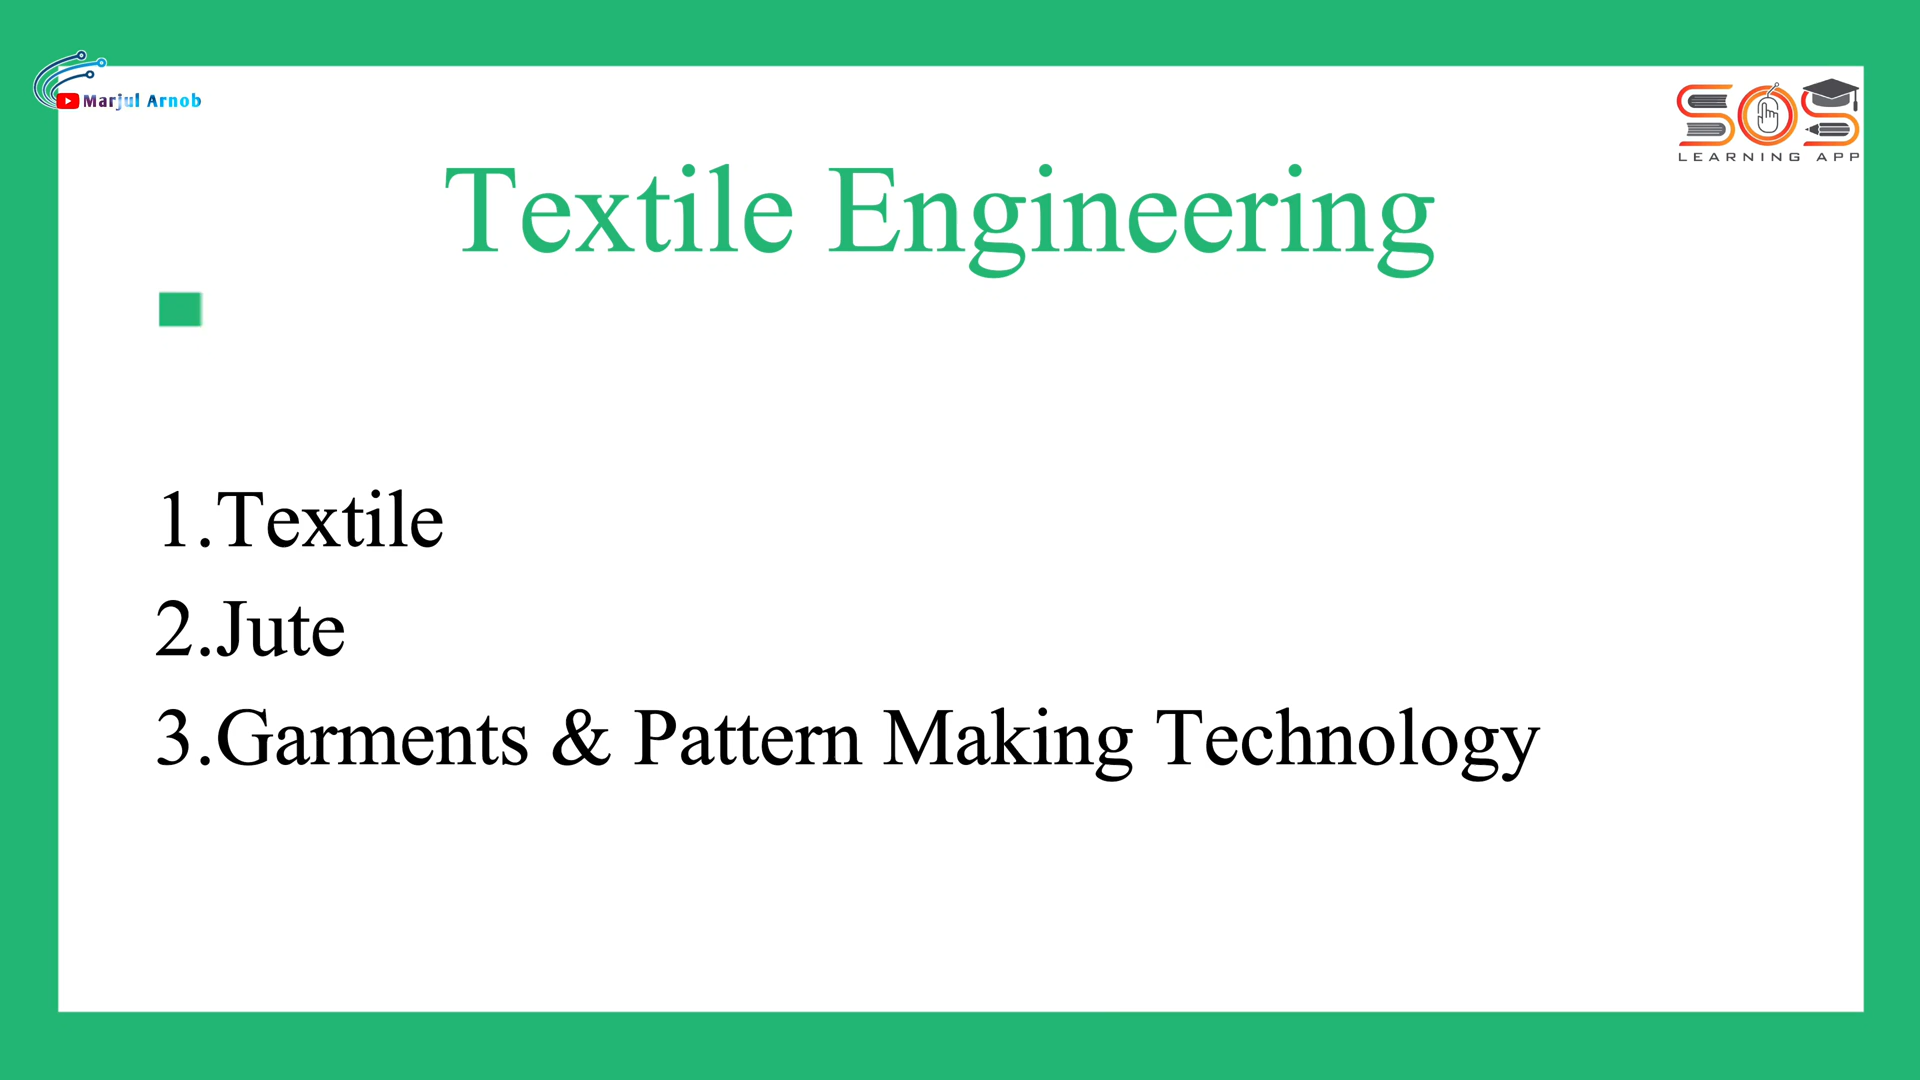 Marjul Arnob
SOS
LEARNING APP
Textile Engineering
1.Textile
2.Jute
3.Garments & Pattern Making Technology